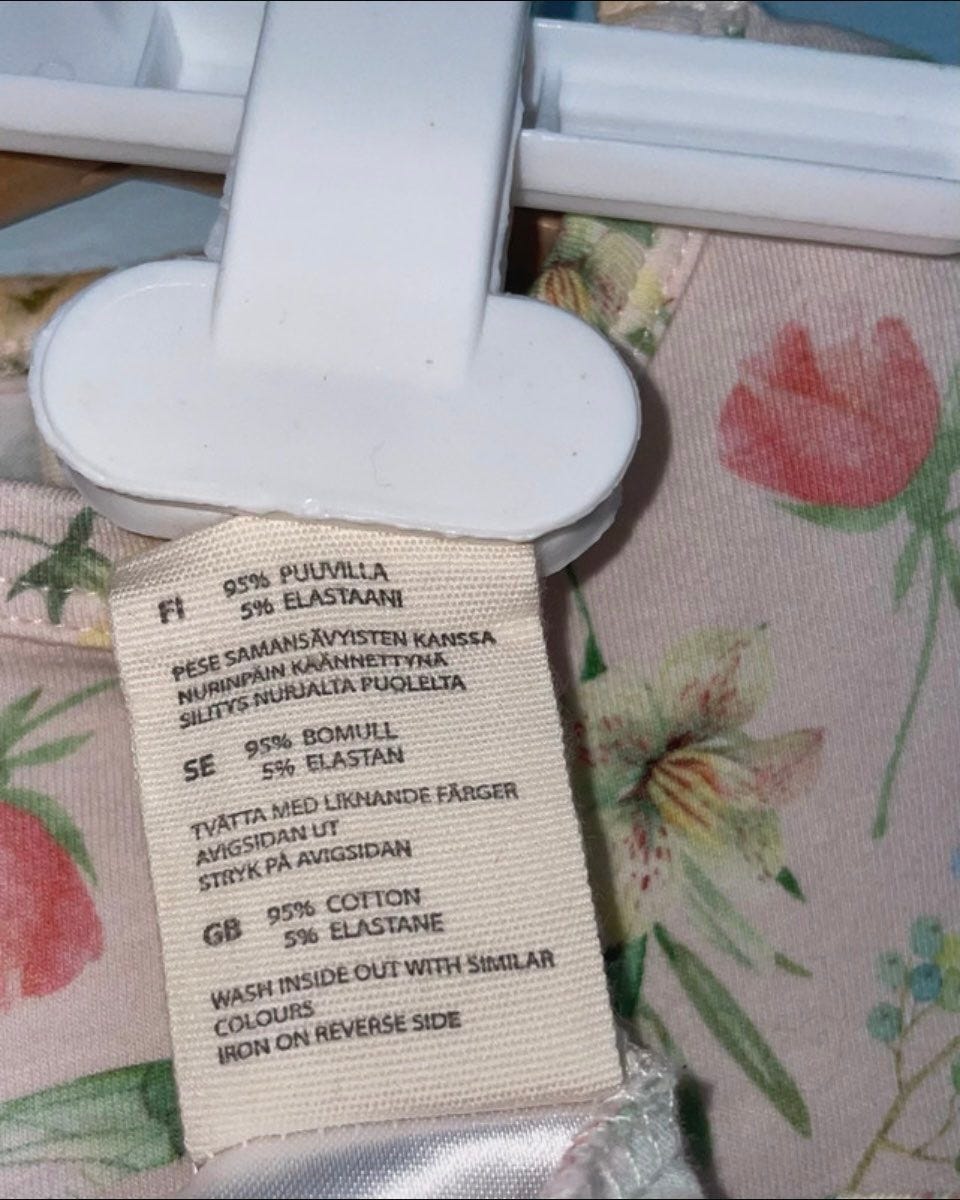 FI 95% PUUVILLA
5% ELASTAANI
PESE SAMANSÄVYISTEN KANSSA
NURINPÄIN KÄÄNNETTYNÄ
SILITYS NURJALTA PUOLELTA
SE 95% BOMULL
5% ELASTAN
TVÄTTA MED LIKNANDE FÄRGER
AVIGSIDAN UT
STRYK PÅ AVIGSIDAN
GB 95% COTTON
5% ELASTANE
WASH INSIDE OUT WITH SIMILAR
COLOURS
IRON ON REVERSE SIDE